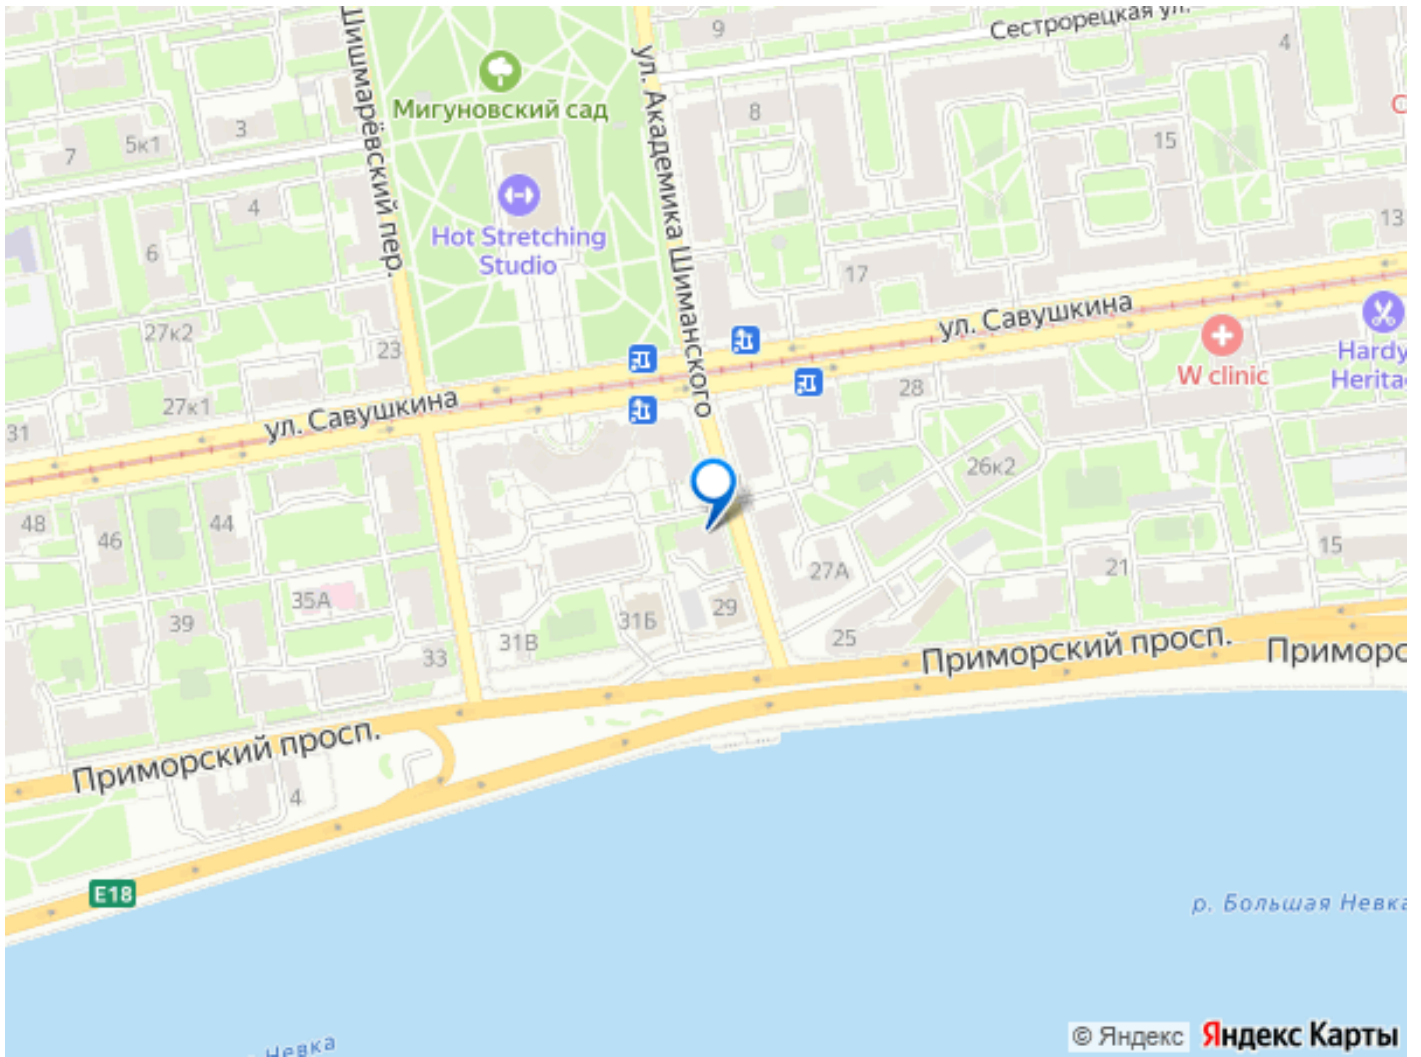 9
Сестрорецкая ул.
4
Шишмарёвский пер.
ул. Академика Шиманского
Мигуновский сад
8
3
5к1
7
15
4
Hot Stretching
Studio
6
13
17
27к2
23
ул. Савушкина
W clinic
Hardy
Herita
28
27к1
ул. Савушкина
31
26к2
48
46
44
15
21
27А
35А
29
31Б
39
31В
33
25
Приморский просп.
Приморс
Приморский просп.
4
E18
р. Большая Невка
Невка
© Яндекс
Яндекс Карты